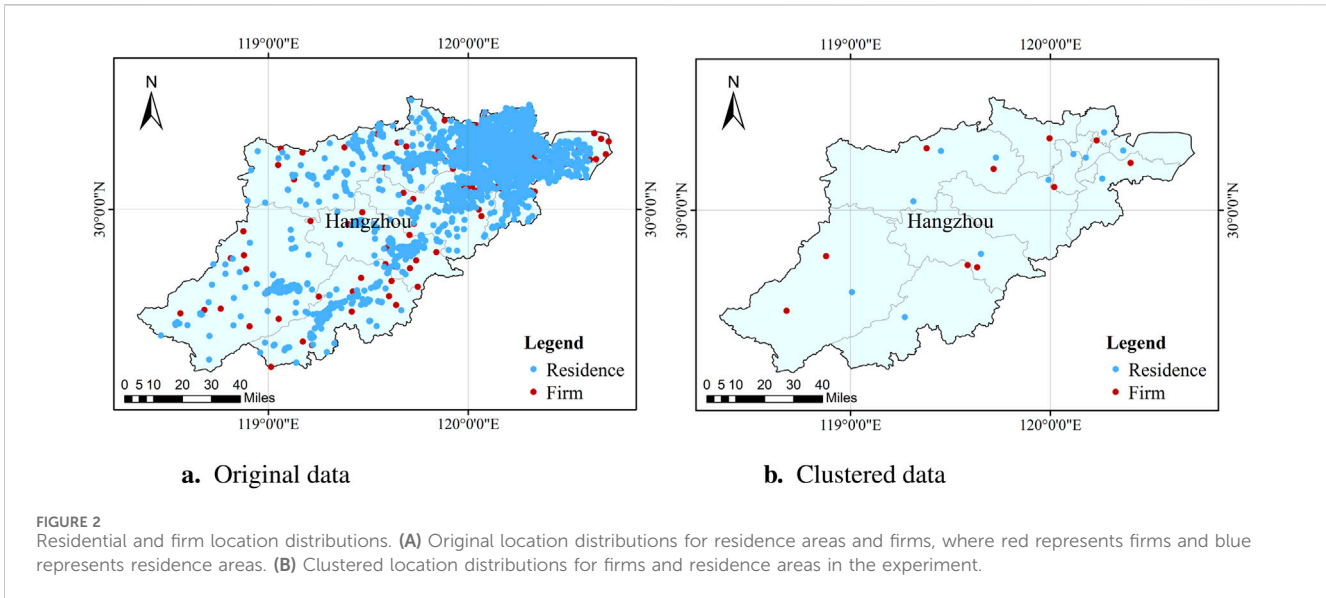 119°0'0"E
120°0'0"E
N
30°0'0"N
30°0'0"N
Hangzhou
Legend
Residence
Firm
0 5 10 20 30 40
Miles
119°0'0"E
120°0'0"E
a. Original data
119°0'0"E
120°0'0"E
N
30°0'0"N
30°0'0"N
Hangzhou
Legend
Residence
Firm
0 5 10 20 30 40
Miles
119°0'0"E
120°0'0"E
b. Clustered data
FIGURE 2
Residential and firm location distributions. (A) Original location distributions for residence areas and firms, where red represents firms and blue
represents residence areas. (B) Clustered location distributions for firms and residence areas in the experiment.